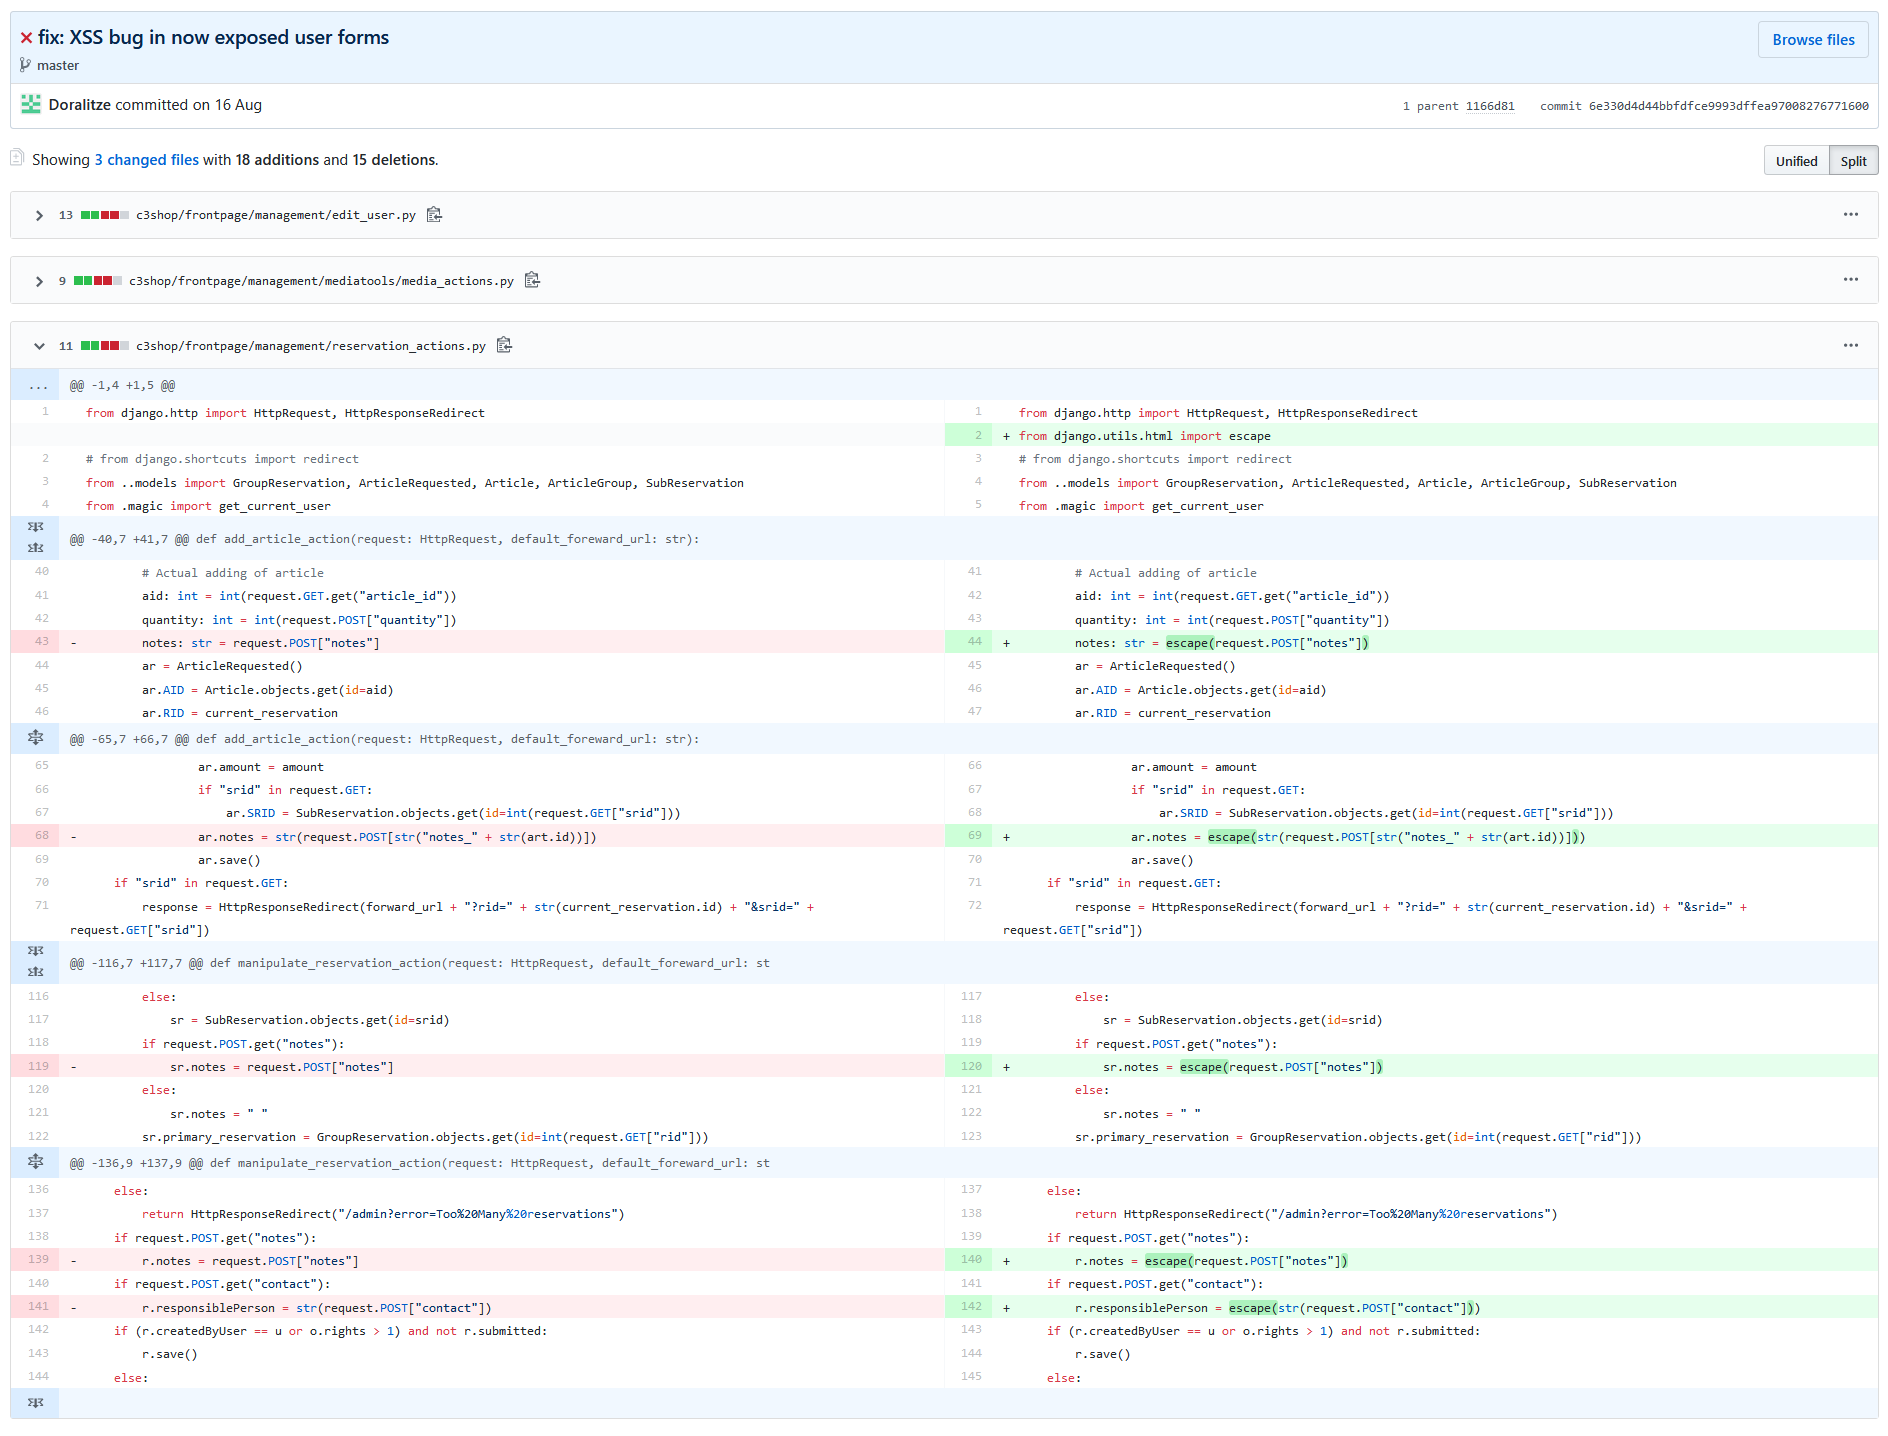 fix: XSS bug in now exposed user forms
Browse files
master
Doralitze committed on 16 Aug
1 parent 1166d81 commit 6e330d4d44bbfdfce9993dffea97008276771600
Showing 3 changed files with 18 additions and 15 deletions.
Unified Split
13 c3shop/frontpage/management/edit_user.py
9 c3shop/frontpage/management/mediatools/media_actions.py
11 c3shop/frontpage/management/reservation_actions.py
... @@ -1,4 +1,5 @@
1 from django.http import HttpRequest, HttpResponseRedirect 1 from django.http import HttpRequest, HttpResponseRedirect
2 + from django.utils.html import escape
2 # from django.shortcuts import redirect 3 # from django.shortcuts import redirect
3 from ..models import GroupReservation, ArticleRequested, Article, ArticleGroup, SubReservation 4 from ..models import GroupReservation, ArticleRequested, Article, ArticleGroup, SubReservation
4 from .magic import get_current_user 5 from .magic import get_current_user
@@ -40,7 +41,7 @@ def add_article_action(request: HttpRequest, default_foreward_url: str):
40 # Actual adding of article 41 # Actual adding of article
41 aid: int = int(request.GET.get("article_id")) 42 aid: int = int(request.GET.get("article_id"))
42 quantity: int = int(request.POST["quantity"]) 43 quantity: int = int(request.POST["quantity"])
43 - notes: str = request.POST["notes"] 44 + notes: str = escape(request.POST["notes"])
44 ar = ArticleRequested() 45 ar = ArticleRequested()
45 ar.AID = Article.objects.get(id=aid) 46 ar.AID = Article.objects.get(id=aid)
46 ar.RID = current_reservation 47 ar.RID = current_reservation
@@ -65,7 +66,7 @@ def add_article_action(request: HttpRequest, default_foreward_url: str):
65 ar.amount = amount 66 ar.amount = amount
66 if "srid" in request.GET: 67 if "srid" in request.GET:
67 ar.SRID = SubReservation.objects.get(id=int(request.GET["srid"])) 68 ar.SRID = SubReservation.objects.get(id=int(request.GET["srid"]))
68 - ar.notes = str(request.POST[str("notes_" + str(art.id))]) 69 + ar.notes = escape(str(request.POST[str("notes_" + str(art.id))]))
69 ar.save() 70 ar.save()
70 if "srid" in request.GET: 71 if "srid" in request.GET:
71 response = HttpResponseRedirect(forward_url + "?rid=" + str(current_reservation.id) + "&srid=" + 72 response = HttpResponseRedirect(forward_url + "?rid=" + str(current_reservation.id) + "&srid=" +
request.GET["srid"]) request.GET["srid"])
@@ -116,7 +117,7 @@ def manipulate_reservation_action(request: HttpRequest, default_foreward_url: st
116 else: 117 else:
117 sr = SubReservation.objects.get(id=srid) 118 sr = SubReservation.objects.get(id=srid)
118 if request.POST.get("notes"): 119 if request.POST.get("notes"):
119 - sr.notes = request.POST["notes"] 120 + sr.notes = escape(request.POST["notes"])
120 else: 121 else:
121 sr.notes = " " 122 sr.notes = " "
122 sr.primary_reservation = GroupReservation.objects.get(id=int(request.GET["rid"])) 123 sr.primary_reservation = GroupReservation.objects.get(id=int(request.GET["rid"]))
@@ -136,9 +137,9 @@ def manipulate_reservation_action(request: HttpRequest, default_foreward_url: st
136 else: 137 else:
137 return HttpResponseRedirect("/admin?error=Too%20Many%20reservations") 138 return HttpResponseRedirect("/admin?error=Too%20Many%20reservations")
138 if request.POST.get("notes"): 139 if request.POST.get("notes"):
139 - r.notes = request.POST["notes"] 140 + r.notes = escape(request.POST["notes"])
140 if request.POST.get("contact"): 141 if request.POST.get("contact"):
141 - r.responsiblePerson = str(request.POST["contact"]) 142 + r.responsiblePerson = escape(str(request.POST["contact"]))
142 if (r.createdByUser == u or o.rights > 1) and not r.submitted: 143 if (r.createdByUser == u or o.rights > 1) and not r.submitted:
143 r.save() 144 r.save()
144 else: 145 else: